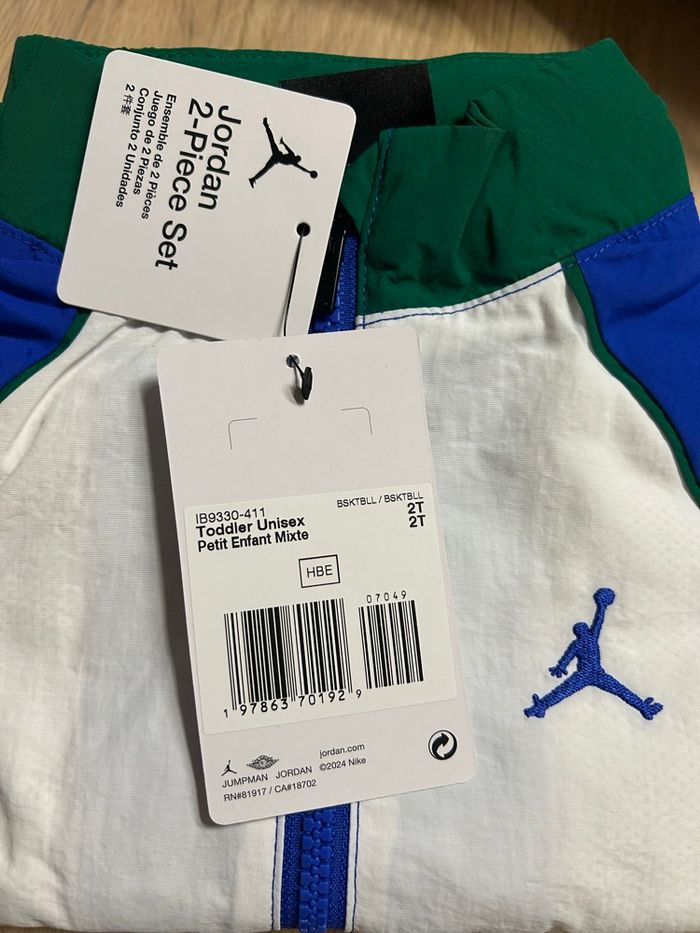 Jordan
2-Piece Set
Ensemble de 2 Pièces
Juego de 2 Piezas
Conjunto 2 Unidades
2 件套
IB9330-411
BSKTBLL / BSKTBLL
Toddler Unisex
2T
Petit Enfant Mixte
2T
HBE
07049
1 97863 70192 9
jordan.com
JUMPMAN JORDAN ©2024 Nike
RN#81917 / CA#18702